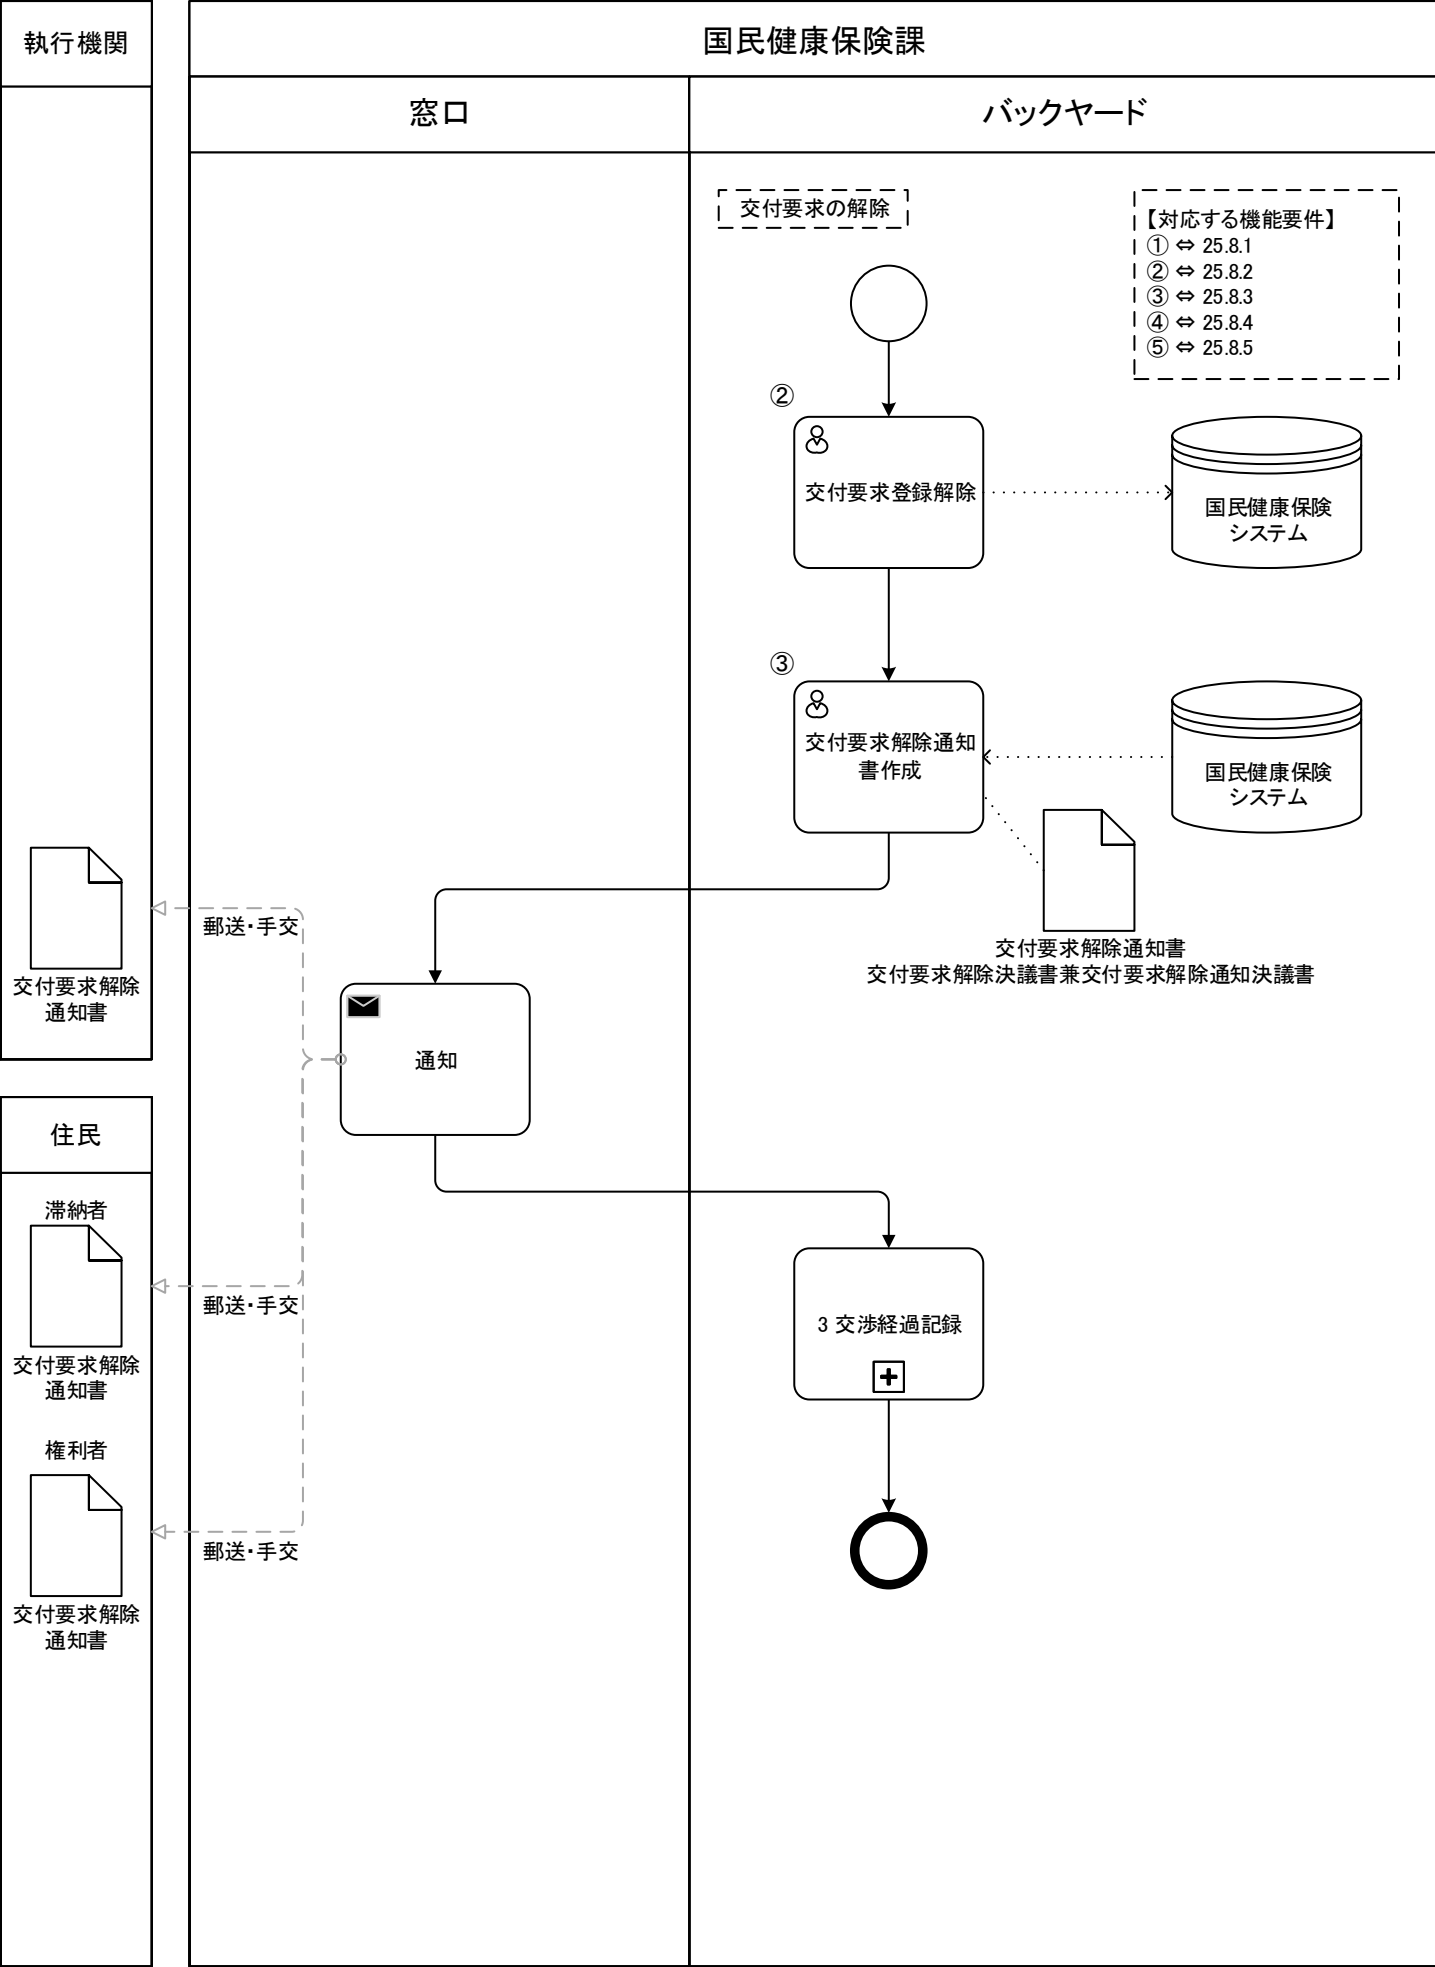 執行機関
国民健康保険課
窓口
バックヤード
交付要求の解除
【対応する機能要件】
① ⇔ 25.8.1
② ⇔ 25.8.2
③ ⇔ 25.8.3
④ ⇔ 25.8.4
⑤ ⇔ 25.8.5
②
交付要求登録解除
国民健康保険
システム
③
交付要求解除通知
書作成
国民健康保険
システム
交付要求解除通知書
交付要求解除決議書兼交付要求解除通知決議書
郵送・手交
交付要求解除
通知書
通知
住民
滞納者
郵送・手交
交付要求解除
通知書
3 交渉経過記録
権利者
郵送・手交
交付要求解除
通知書